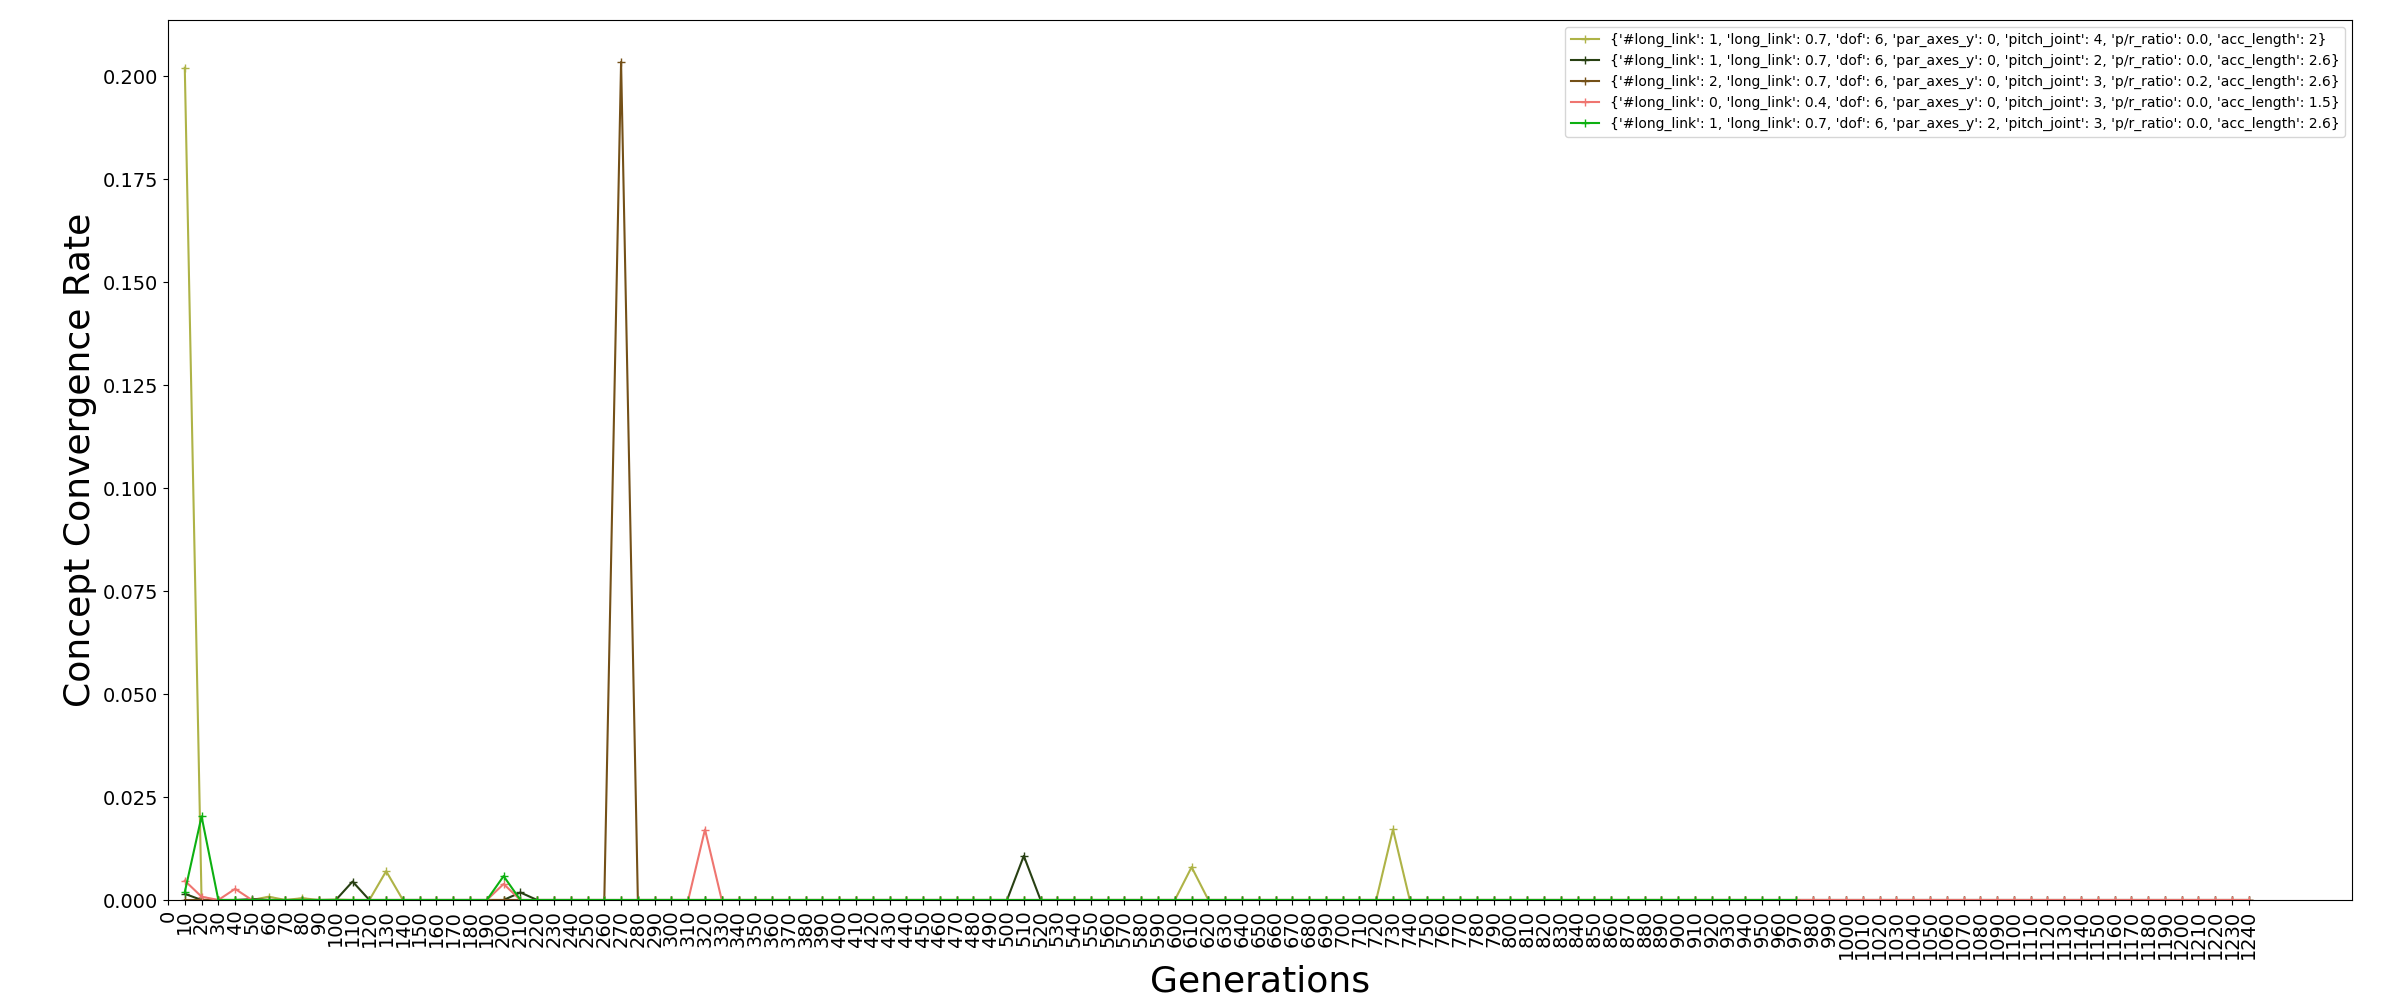 {'#long_link': 1, 'long_link': 0.7, 'dof': 6, 'par_axes_y': 0, 'pitch_joint': 4, 'p/r_ratio': 0.0, 'acc_length': 2}
{'#long_link': 1, 'long_link': 0.7, 'dof': 6, 'par_axes_y': 0, 'pitch_joint': 2, 'p/r_ratio': 0.0, 'acc_length': 2.6}
{'#long_link': 2, 'long_link': 0.7, 'dof': 6, 'par_axes_y': 0, 'pitch_joint': 3, 'p/r_ratio': 0.2, 'acc_length': 2.6}
{'#long_link': 0, 'long_link': 0.4, 'dof': 6, 'par_axes_y': 0, 'pitch_joint': 3, 'p/r_ratio': 0.0, 'acc_length': 1.5}
{'#long_link': 1, 'long_link': 0.7, 'dof': 6, 'par_axes_y': 2, 'pitch_joint': 3, 'p/r_ratio': 0.0, 'acc_length': 2.6}
Concept Convergence Rate
0.200
0.175
0.150
0.125
0.100
0.075
0.050
0.025
0.000
0 10 20 30 40 50 60 70 80 90 100 110 120 130 140 150 160 170 180 190 200 210 220 230 240 250 260 270 280 290 300 310 320 330 340 350 360 370 380 390 400 410 420 430 440 450 460 470 480 490 500 510 520 530 540 550 560 570 580 590 600 610 620 630 640 650 660 670 680 690 700 710 720 730 740 750 760 770 780 790 800 810 820 830 840 850 860 870 880 890 900 910 920 930 940 950 960 970 980 990 1000 1010 1020 1030 1040 1050 1060 1070 1080 1090 1100 1110 1120 1130 1140 1150 1160 1170 1180 1190 1200 1210 1220 1230 1240
Generations